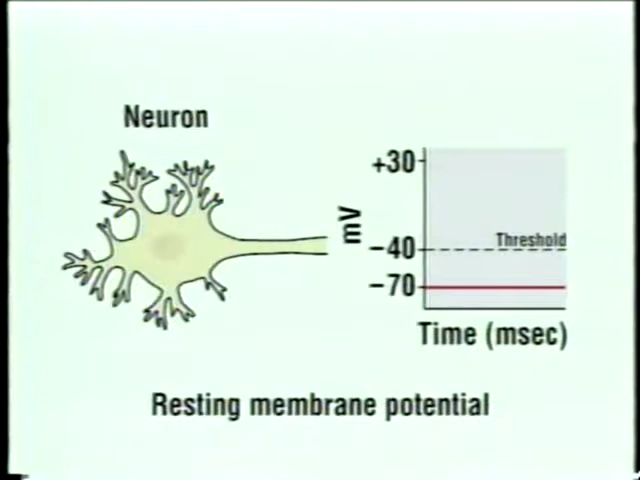 Neuron
+30
mV
Threshold
–40
–70
Time (msec)
Resting membrane potential